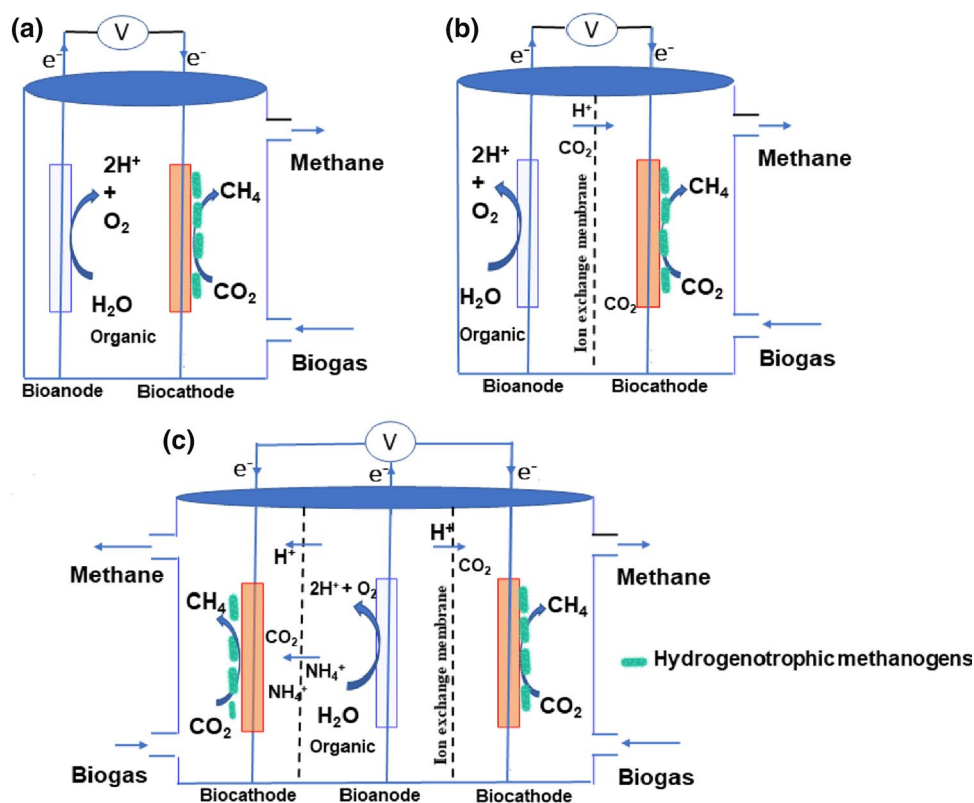 (a)
V
e⁻
e⁻
2H⁺
+
O₂
H₂O
Organic
CH₄
CO₂
Methane
Biogas
Bioanode
Biocathode
(b)
V
e⁻
e⁻
H⁺
CO₂
2H⁺
+
O₂
H₂O
Organic
Ion exchange membrane
CO₂
CH₄
CO₂
Methane
Biogas
Bioanode
Biocathode
(c)
V
e⁻
e⁻
e⁻
Methane
H⁺
H⁺
CO₂
Methane
CH₄
CO₂
2H⁺ + O₂
CH₄
CO₂
NH₄⁺
NH₄⁺
H₂O
Organic
Ion exchange membrane
CO₂
Hydrogenotrophic methanogens
Biogas
Biogas
Biocathode
Bioanode
Biocathode